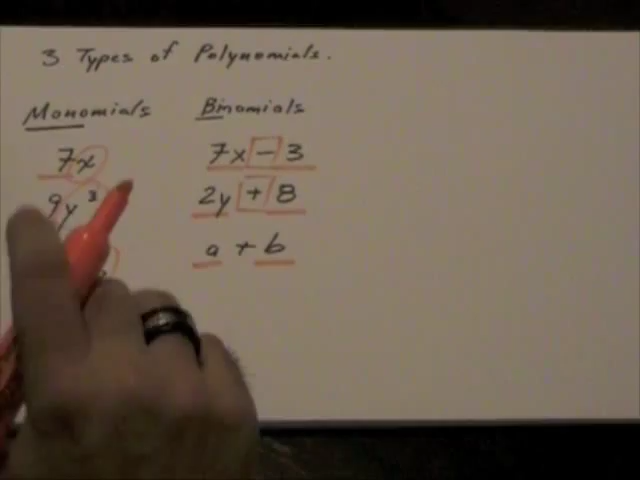 3 Types of Polynomials.
Monomials Binomials
7x 7x - 3
9y³ 2y + 8
a + b